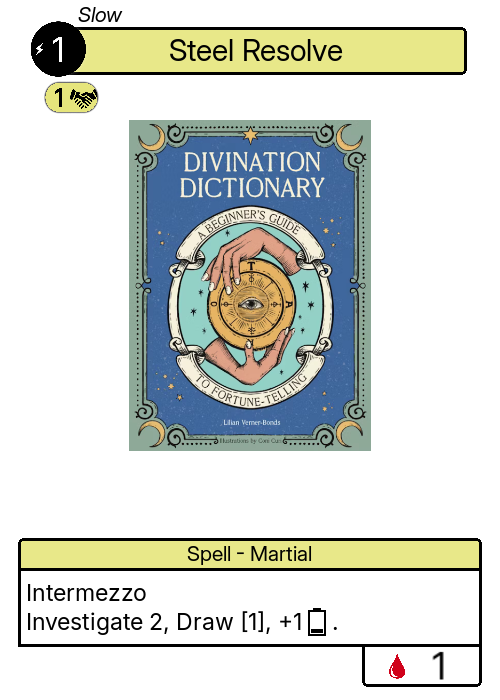 Slow
1
Steel Resolve
1
DIVINATION
DICTIONARY
A BEGINNER'S GUIDE
T
A
TO FORTUNE-TELLING
Lilian Verner-Bonds
Illustrations by
Spell - Martial
Intermezzo
Investigate 2, Draw [1], +1 .
1